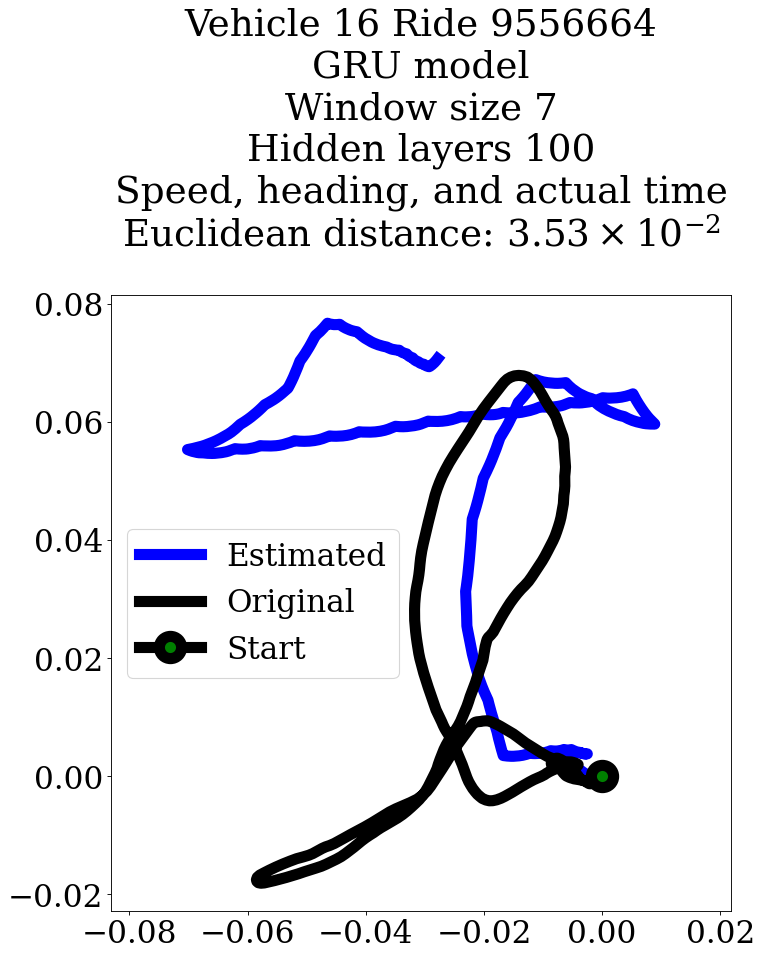 Vehicle 16 Ride 9556664
GRU model
Window size 7
Hidden layers 100
Speed, heading, and actual time
Euclidean distance: 3.53 × 10⁻²
0.08
0.06
0.04
0.02
0.00
−0.02
Estimated
Original
Start
−0.08 −0.06 −0.04 −0.02 0.00 0.02